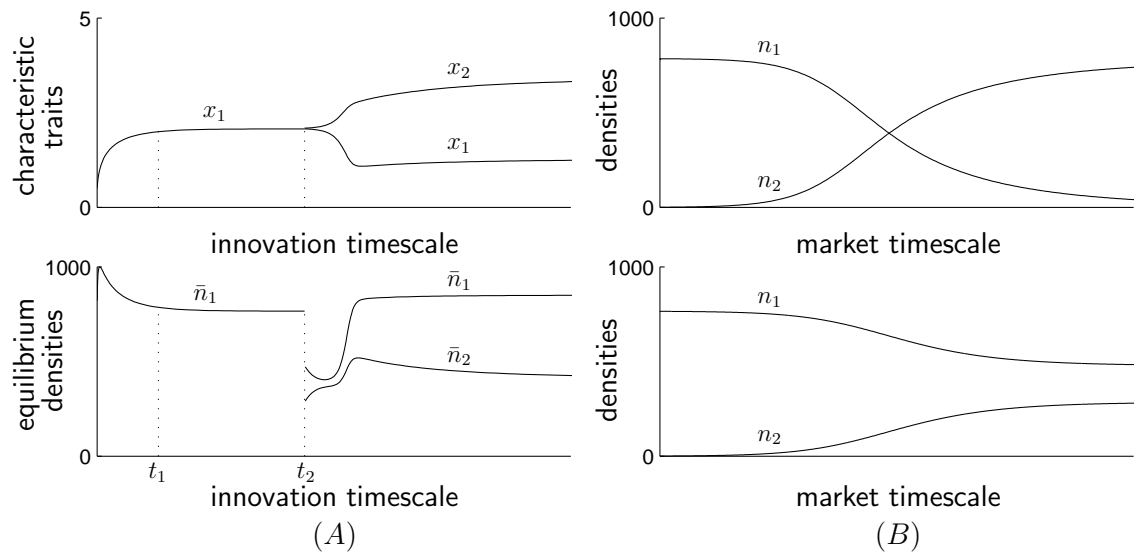 5
characteristic
traits
0
x₁
x₂
x₁
innovation timescale
1000
equilibrium
densities
0
n̄₁
n̄₁
n̄₂
t₁
t₂
innovation timescale
(A)
1000
densities
0
n₁
n₂
market timescale
1000
densities
0
n₁
n₂
market timescale
(B)